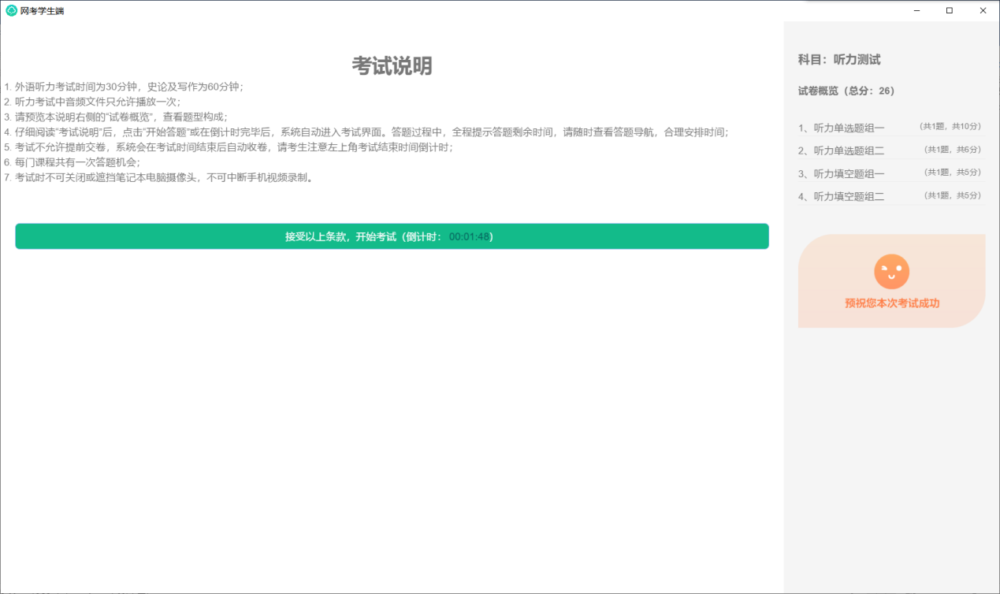 网考学生端
考试说明
1. 外语听力考试时间为30分钟，史论及写作为60分钟；
2. 听力考试中音频文件只允许播放一次；
3. 请预览本说明右侧的“试卷概览”，查看题型构成；
4. 仔细阅读“考试说明”后，点击“开始答题”或在倒计时完毕后，系统自动进入考试界面。答题过程中，全程提示答题剩余时间，请随时查看答题导航，合理安排时间；
5. 考试不允许提前交卷，系统会在考试时间结束后自动收卷，请考生注意左上角考试结束时间倒计时；
6. 每门课程共有一次答题机会；
7. 考试时不可关闭或遮挡笔记本电脑摄像头，不可中断手机视频录制。
接受以上条款，开始考试（倒计时： 00:01:48）
科目：听力测试
试卷概览（总分：26）
1、听力单选题组一 （共1题，共10分）
2、听力单选题组二 （共1题，共6分）
3、听力填空题组一 （共1题，共5分）
4、听力填空题组二 （共1题，共5分）
预祝您本次考试成功